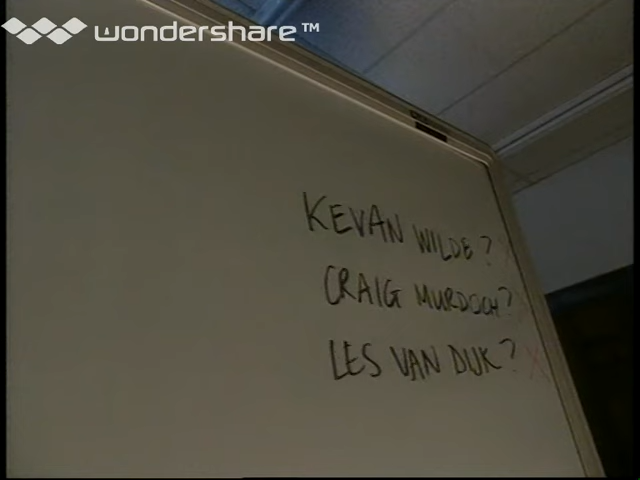 wondershare™
KEVAN WILDE? X
CRAIG MURDOCH? X
LES VAN DIJK? X